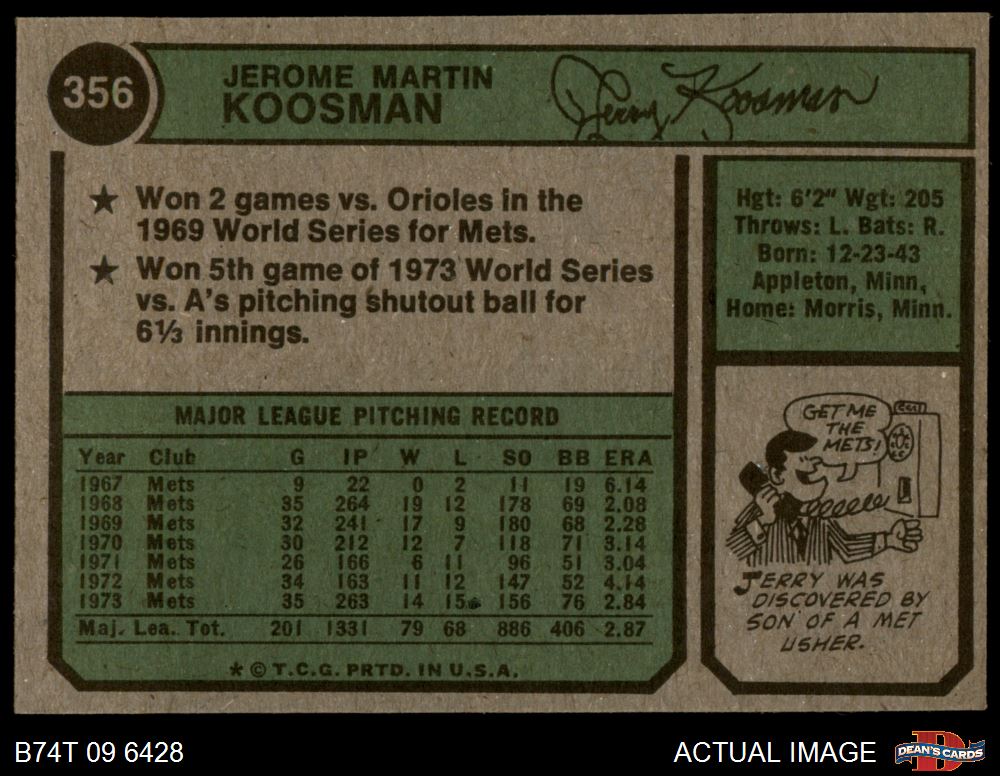 356
JEROME MARTIN
KOOSMAN
Jerry Koosman
★ Won 2 games vs. Orioles in the
1969 World Series for Mets.
★ Won 5th game of 1973 World Series
vs. A's pitching shutout ball for
6⅓ innings.
Hgt: 6'2" Wgt: 205
Throws: L. Bats: R.
Born: 12-23-43
Appleton, Minn.
Home: Morris, Minn.
MAJOR LEAGUE PITCHING RECORD
Year Club G IP W L SO BB ERA
1967 Mets 9 22 0 2 11 19 6.14
1968 Mets 35 264 19 12 178 69 2.08
1969 Mets 32 241 17 9 180 68 2.28
1970 Mets 30 212 12 7 118 71 3.14
1971 Mets 26 166 6 11 96 51 3.04
1972 Mets 34 163 11 12 147 52 4.14
1973 Mets 35 263 14 15 156 76 2.84
Maj. Lea. Tot. 201 1331 79 68 886 406 2.87
* © T.C.G. PRTD. IN U.S.A.
GET ME
THE
METS!
JERRY WAS
DISCOVERED BY
SON OF A MET
USHER.
B74T 09 6428
ACTUAL IMAGE
DEAN'S CARDS